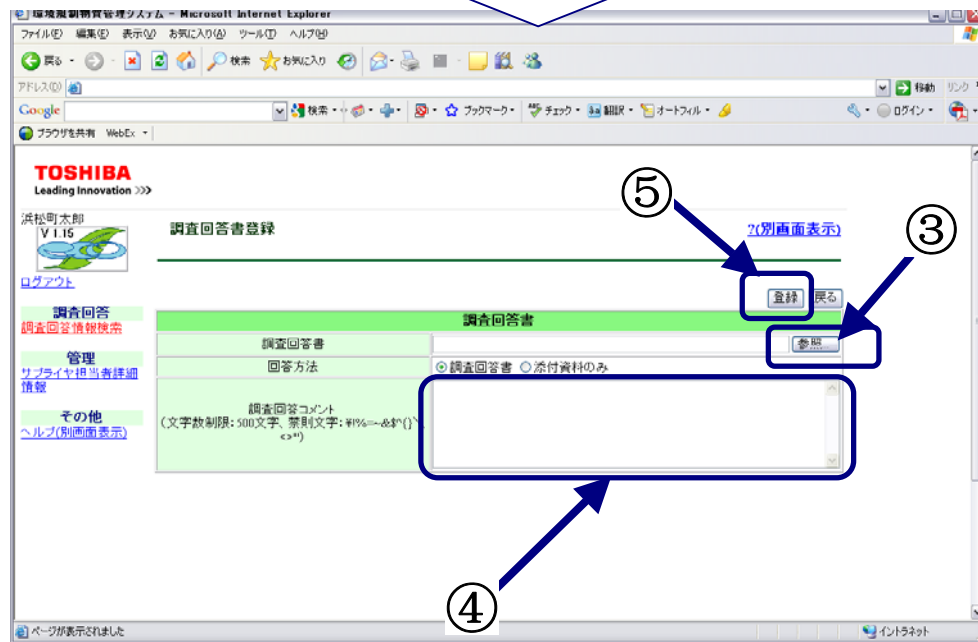 環境規制物質管理システム - Microsoft Internet Explorer
ファイル(F) 編集(E) 表示(V) お気に入り(A) ツール(T) ヘルプ(H)
戻る 検索 お気に入り
アドレス(D) 移動 リンク
Google 検索 ブックマーク チェック 翻訳 オートフィル ログイン
ブラウザを共有 WebEx
TOSHIBA
Leading Innovation >>>
⑤
浜松町太郎
V 1.15
調査回答書登録 ?(別画面表示)
③
ログアウト
登録 戻る
調査回答
調査回答情報検索
調査回答書
調査回答書 参照...
管理
サプライヤ担当者詳細
情報
回答方法 調査回答書 添付資料のみ
その他
ヘルプ(別画面表示)
調査回答コメント
(文字数制限：500文字、禁則文字：¥!%=~&$^{}`
<>")
④
ページが表示されました イントラネット